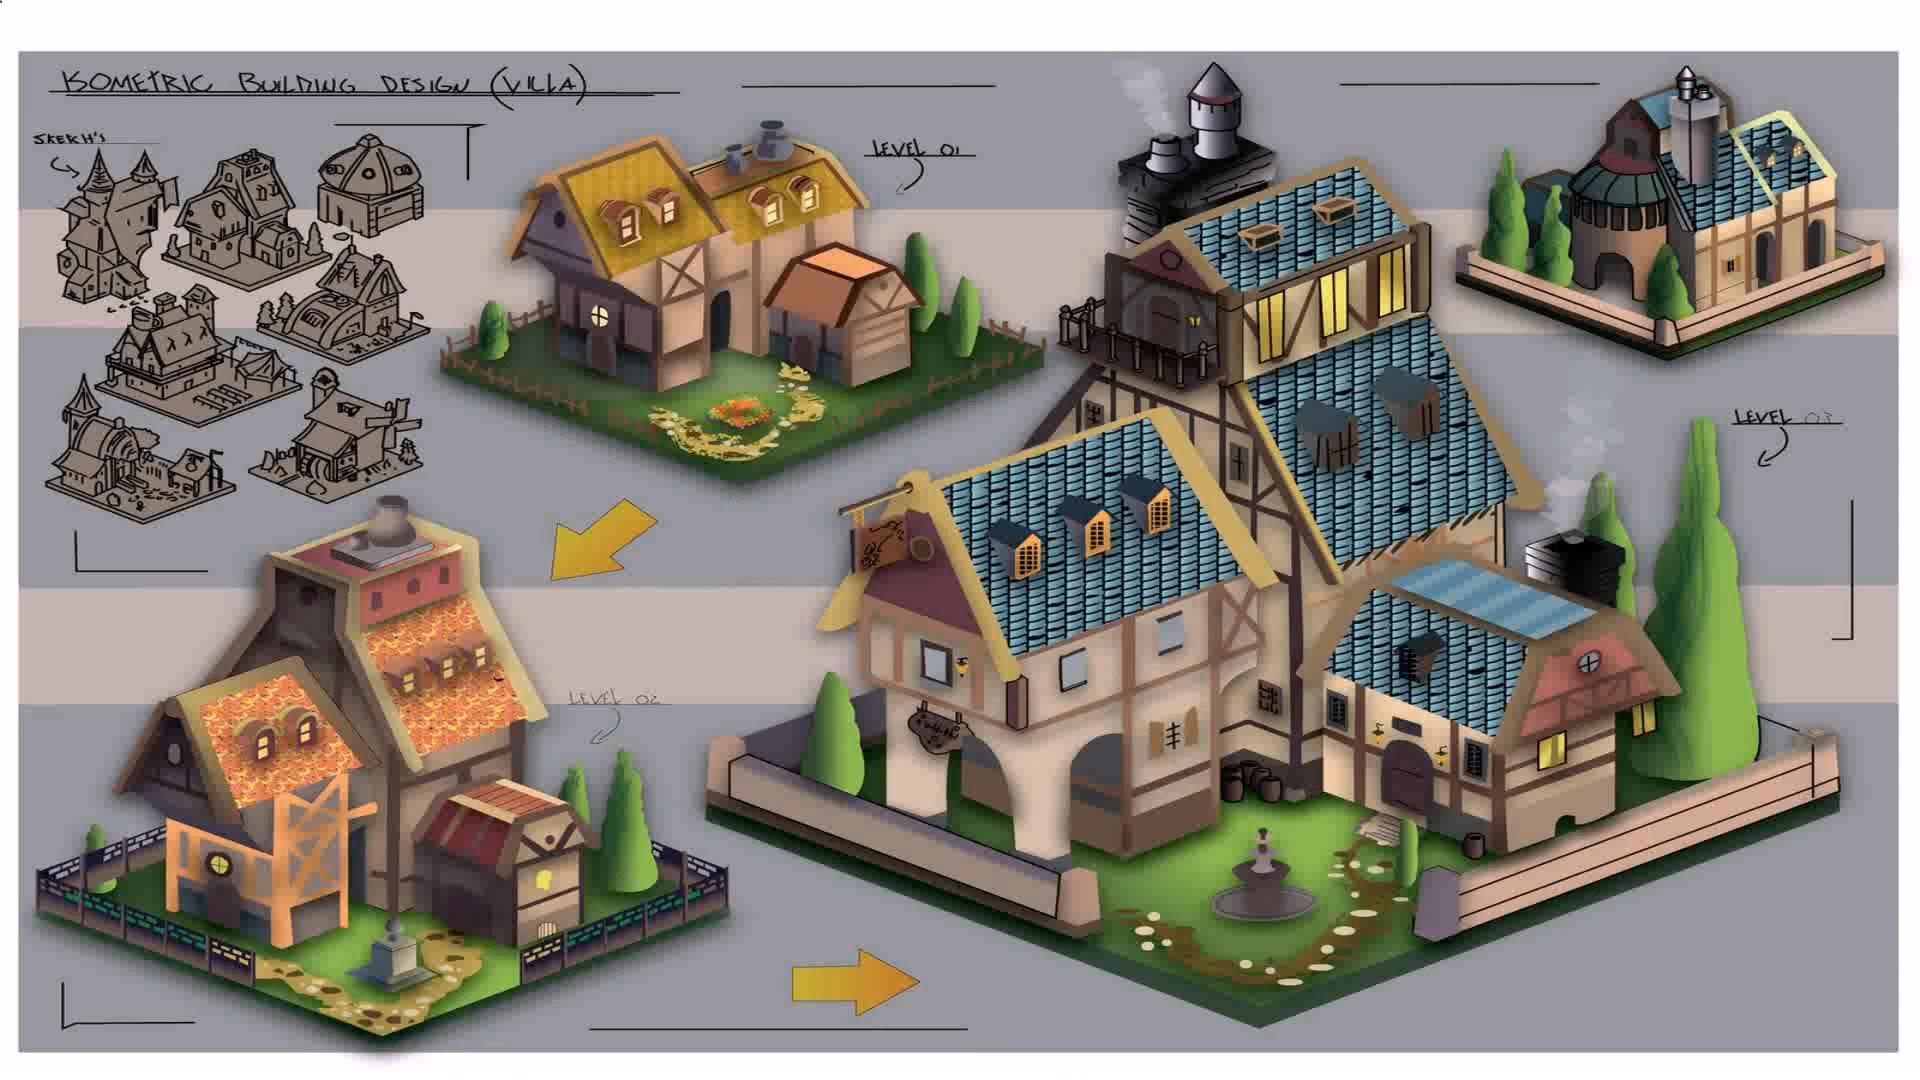 ISOMETRIC BUILDING DESIGN (VILLA)
SKETCH'S
LEVEL 01
LEVEL 03
LEVEL 02